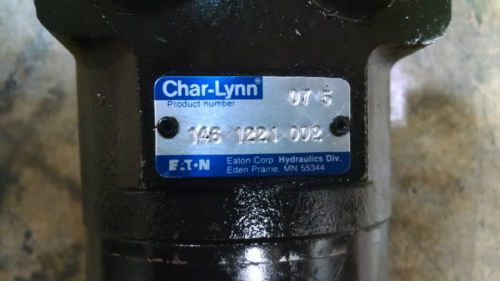 Char-Lynn®
Product number 07 5
146 1221 002
EATON Eaton Corp. Hydraulics Div.
Eden Prairie, MN 55344